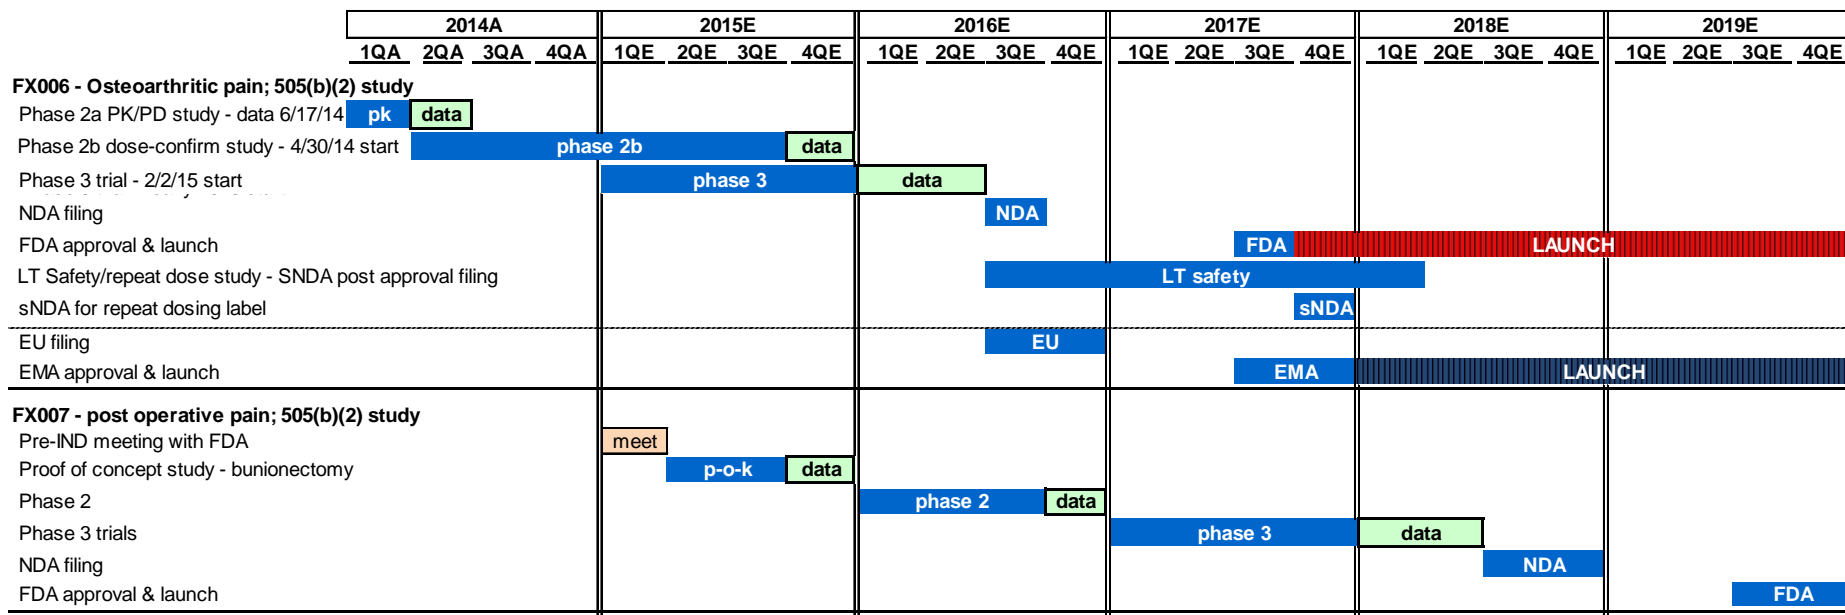 2014A 2015E 2016E 2017E 2018E 2019E
1QA 2QA 3QA 4QA 1QE 2QE 3QE 4QE 1QE 2QE 3QE 4QE 1QE 2QE 3QE 4QE 1QE 2QE 3QE 4QE 1QE 2QE 3QE 4QE
FX006 - Osteoarthritic pain; 505(b)(2) study
Phase 2a PK/PD study - data 6/17/14 pk data
Phase 2b dose-confirm study - 4/30/14 start phase 2b data
Phase 3 trial - 2/2/15 start phase 3 data
NDA filing NDA
FDA approval & launch FDA LAUNCH
LT Safety/repeat dose study - SNDA post approval filing LT safety
sNDA for repeat dosing label sNDA
EU filing EU
EMA approval & launch EMA LAUNCH
FX007 - post operative pain; 505(b)(2) study
Pre-IND meeting with FDA meet
Proof of concept study - bunionectomy p-o-k data
Phase 2 phase 2 data
Phase 3 trials phase 3 data
NDA filing NDA
FDA approval & launch FDA